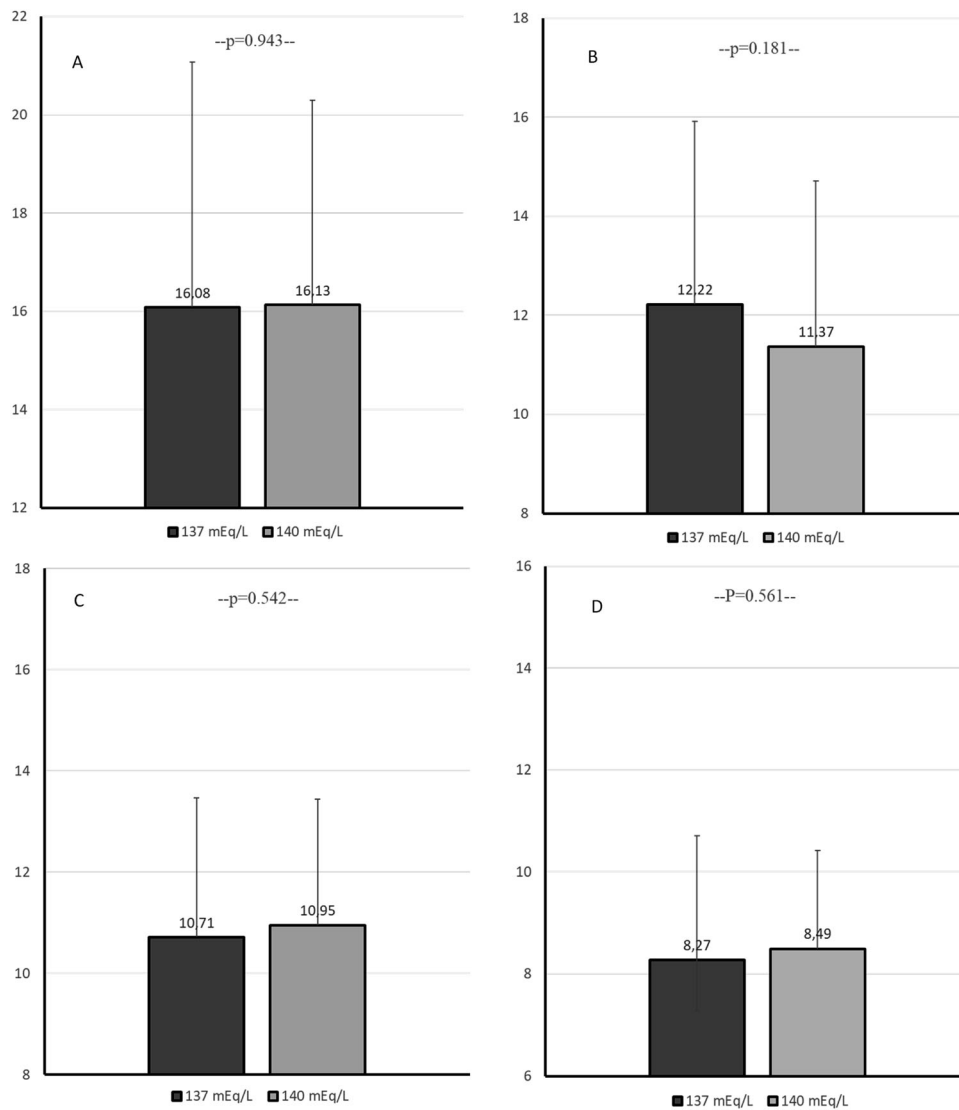 22
20
18
16
14
12
A
--p=0.943--
16,08
16,13
137 mEq/L 140 mEq/L
18
16
14
12
10
8
B
--p=0.181--
12,22
11,37
137 mEq/L 140 mEq/L
18
16
14
12
10
8
C
--p=0.542--
10,71
10,95
137 mEq/L 140 mEq/L
16
14
12
10
8
6
D
--P=0.561--
8,27
8,49
137 mEq/L 140 mEq/L